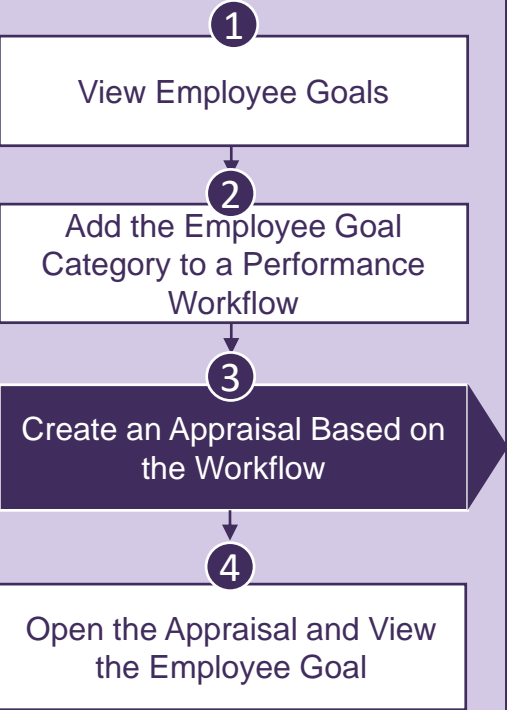 1
View Employee Goals
2
Add the Employee Goal
Category to a Performance
Workflow
3
Create an Appraisal Based on
the Workflow
4
Open the Appraisal and View
the Employee Goal